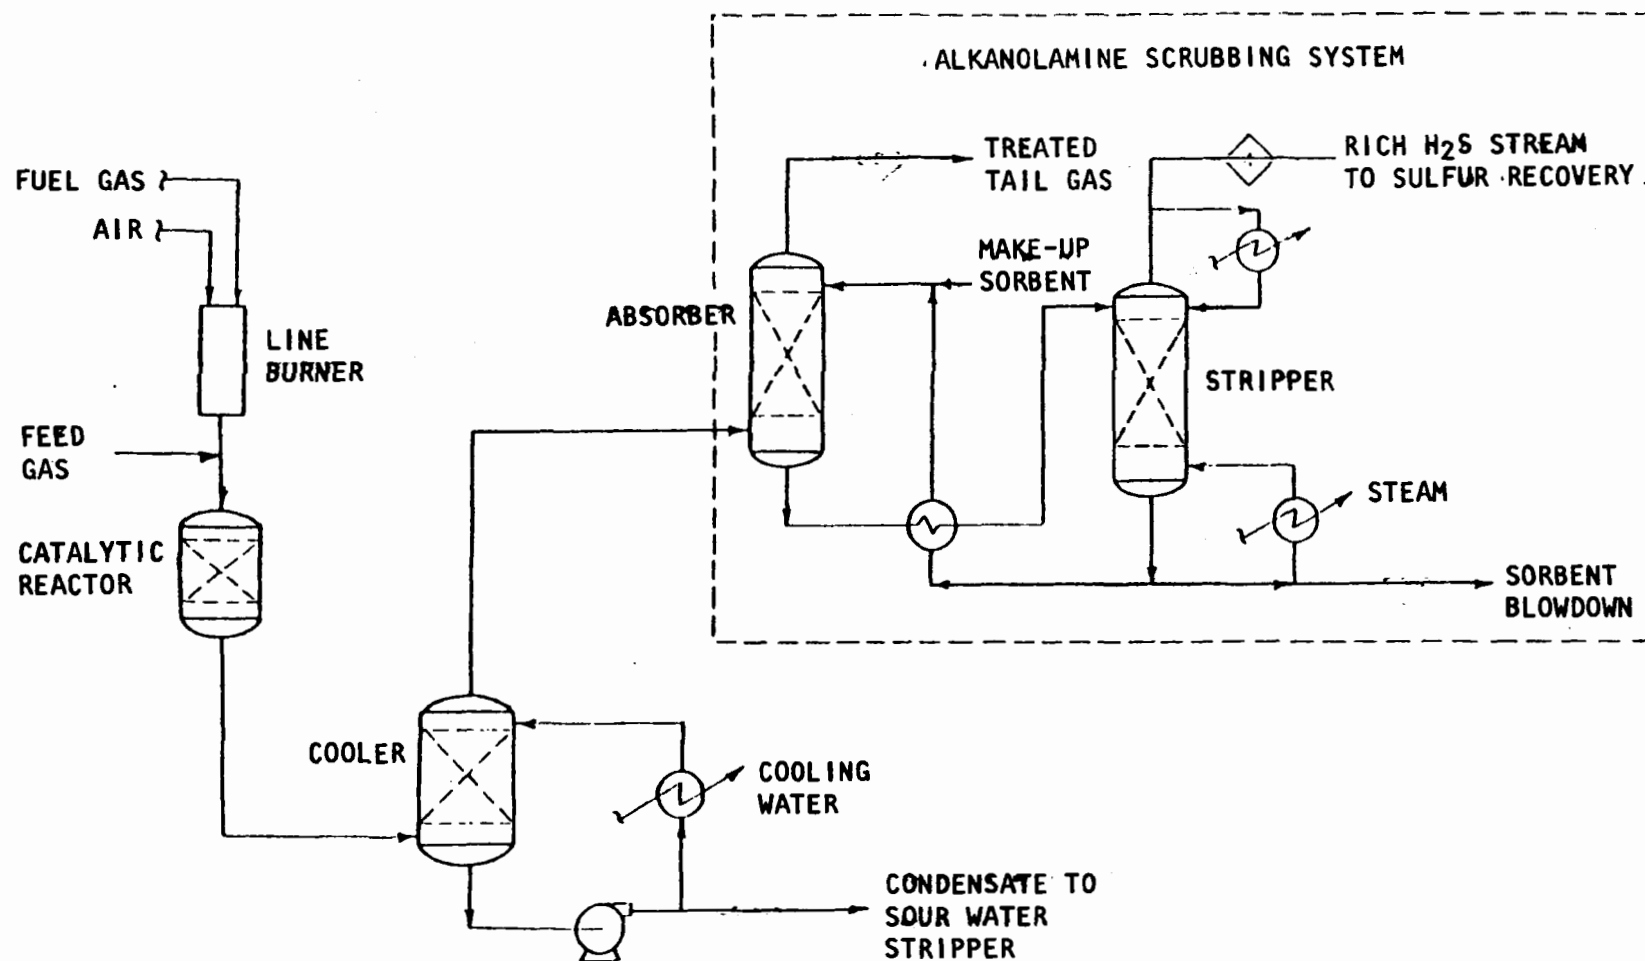 ALKANOLAMINE SCRUBBING SYSTEM
FUEL GAS
AIR
LINE
BURNER
FEED
GAS
CATALYTIC
REACTOR
TREATED
TAIL GAS
RICH H₂S STREAM
TO SULFUR RECOVERY
MAKE-UP
SORBENT
ABSORBER
STRIPPER
STEAM
SORBENT
BLOWDOWN
COOLER
COOLING
WATER
CONDENSATE TO
SOUR WATER
STRIPPER